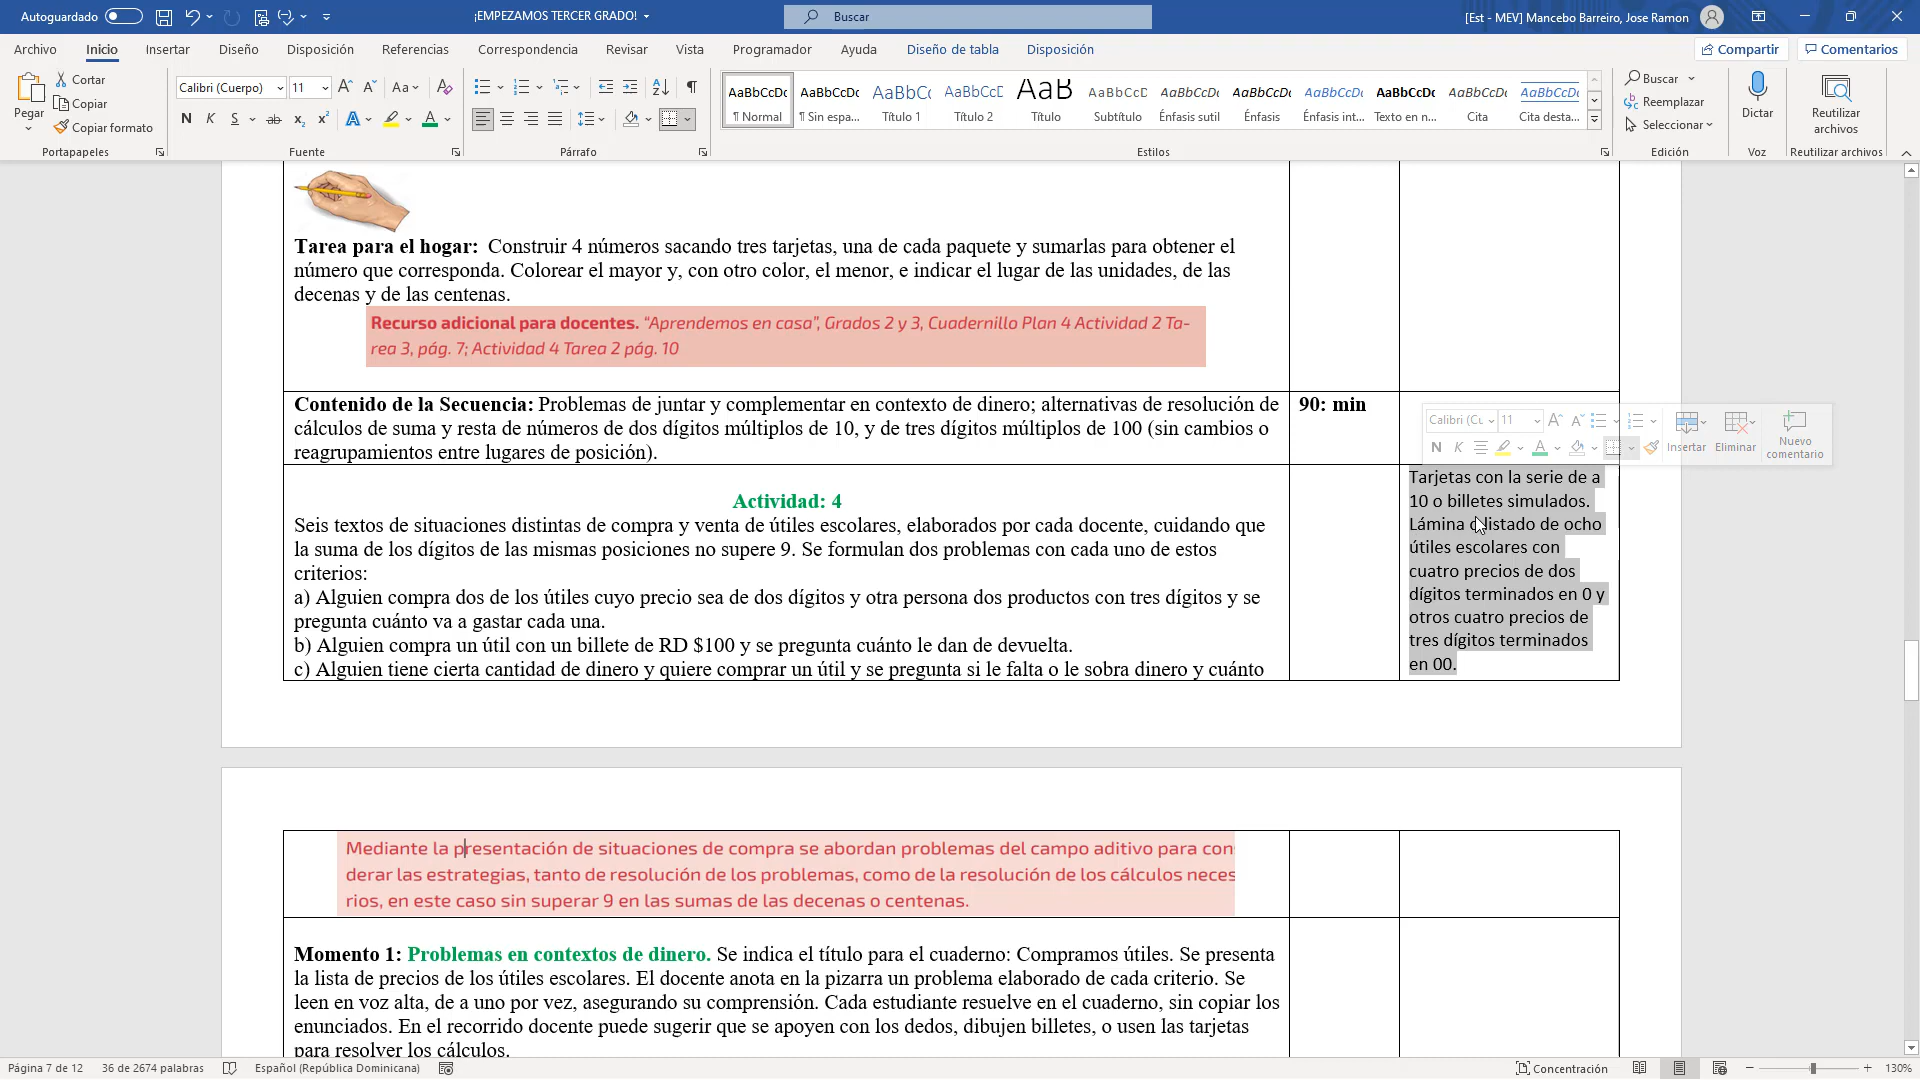 Autoguardado
¡EMPEZAMOS TERCER GRADO!
Buscar
[Est - MEV] Mancebo Barreiro, Jose Ramon
Archivo Inicio Insertar Diseño Disposición Referencias Correspondencia Revisar Vista Programador Ayuda Diseño de tabla Disposición
Compartir Comentarios
Pegar
Cortar
Copiar
Copiar formato
Portapapeles
Calibri (Cuerpo) 11
Fuente
Párrafo
AaBbCcDc AaBbCcDc AaBbCc AaBbCcE AaB AaBbCcD AaBbCcDc AaBbCcDc AaBbCcDc AaBbCcDc AaBbCcDc AaBbCcDc
¶ Normal ¶ Sin espa... Título 1 Título 2 Título Subtítulo Énfasis sutil Énfasis Énfasis int... Texto en n... Cita Cita desta...
Estilos
Buscar
Reemplazar
Seleccionar
Edición
Dictar
Voz
Reutilizar archivos
Reutilizar archivos
Tarea para el hogar: Construir 4 números sacando tres tarjetas, una de cada paquete y sumarlas para obtener el
número que corresponda. Colorear el mayor y, con otro color, el menor, e indicar el lugar de las unidades, de las
decenas y de las centenas.
Recurso adicional para docentes. “Aprendemos en casa”, Grados 2 y 3, Cuadernillo Plan 4 Actividad 2 Ta-
rea 3, pág. 7; Actividad 4 Tarea 2 pág. 10
Contenido de la Secuencia: Problemas de juntar y complementar en contexto de dinero; alternativas de resolución de
cálculos de suma y resta de números de dos dígitos múltiplos de 10, y de tres dígitos múltiplos de 100 (sin cambios o
reagrupamientos entre lugares de posición).
90: min
Calibri (Cu 11
N K
Insertar Eliminar Nuevo comentario
Actividad: 4
Seis textos de situaciones distintas de compra y venta de útiles escolares, elaborados por cada docente, cuidando que
la suma de los dígitos de las mismas posiciones no supere 9. Se formulan dos problemas con cada uno de estos
criterios:
a) Alguien compra dos de los útiles cuyo precio sea de dos dígitos y otra persona dos productos con tres dígitos y se
pregunta cuánto va a gastar cada una.
b) Alguien compra un útil con un billete de RD $100 y se pregunta cuánto le dan de devuelta.
c) Alguien tiene cierta cantidad de dinero y quiere comprar un útil y se pregunta si le falta o le sobra dinero y cuánto
Tarjetas con la serie de a
10 o billetes simulados.
Lámina o listado de ocho
útiles escolares con
cuatro precios de dos
dígitos terminados en 0 y
otros cuatro precios de
tres dígitos terminados
en 00.
Mediante la presentación de situaciones de compra se abordan problemas del campo aditivo para con
derar las estrategias, tanto de resolución de los problemas, como de la resolución de los cálculos neces
rios, en este caso sin superar 9 en las sumas de las decenas o centenas.
Momento 1: Problemas en contextos de dinero. Se indica el título para el cuaderno: Compramos útiles. Se presenta
la lista de precios de los útiles escolares. El docente anota en la pizarra un problema elaborado de cada criterio. Se
leen en voz alta, de a uno por vez, asegurando su comprensión. Cada estudiante resuelve en el cuaderno, sin copiar los
enunciados. En el recorrido docente puede sugerir que se apoyen con los dedos, dibujen billetes, o usen las tarjetas
para resolver los cálculos.
Página 7 de 12 36 de 2674 palabras Español (República Dominicana) Concentración 130%